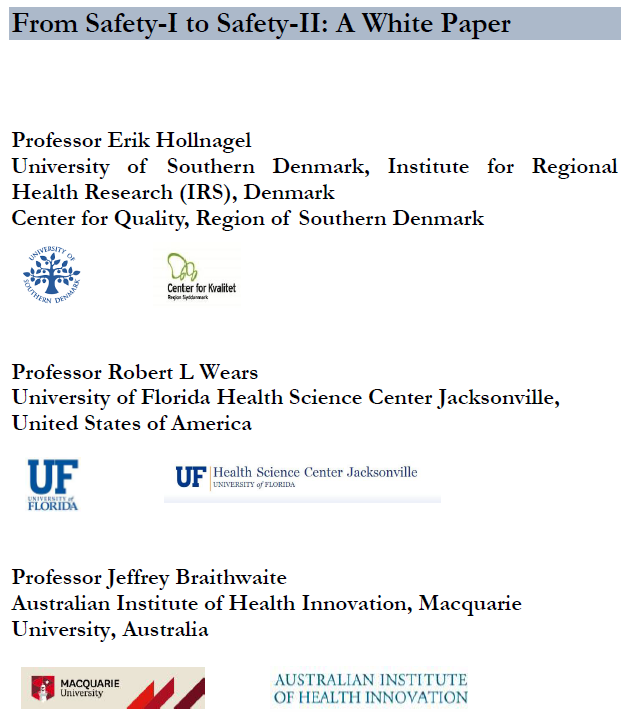 From Safety-I to Safety-II: A White Paper
Professor Erik Hollnagel
University of Southern Denmark, Institute for Regional
Health Research (IRS), Denmark
Center for Quality, Region of Southern Denmark
UNIVERSITY OF
SOUTHERN DENMARK
Center for Kvalitet
Region Syddanmark
Professor Robert L Wears
University of Florida Health Science Center Jacksonville,
United States of America
UF
UNIVERSITY of
FLORIDA
UF Health Science Center Jacksonville
UNIVERSITY of FLORIDA
Professor Jeffrey Braithwaite
Australian Institute of Health Innovation, Macquarie
University, Australia
MACQUARIE
University
AUSTRALIAN INSTITUTE
OF HEALTH INNOVATION